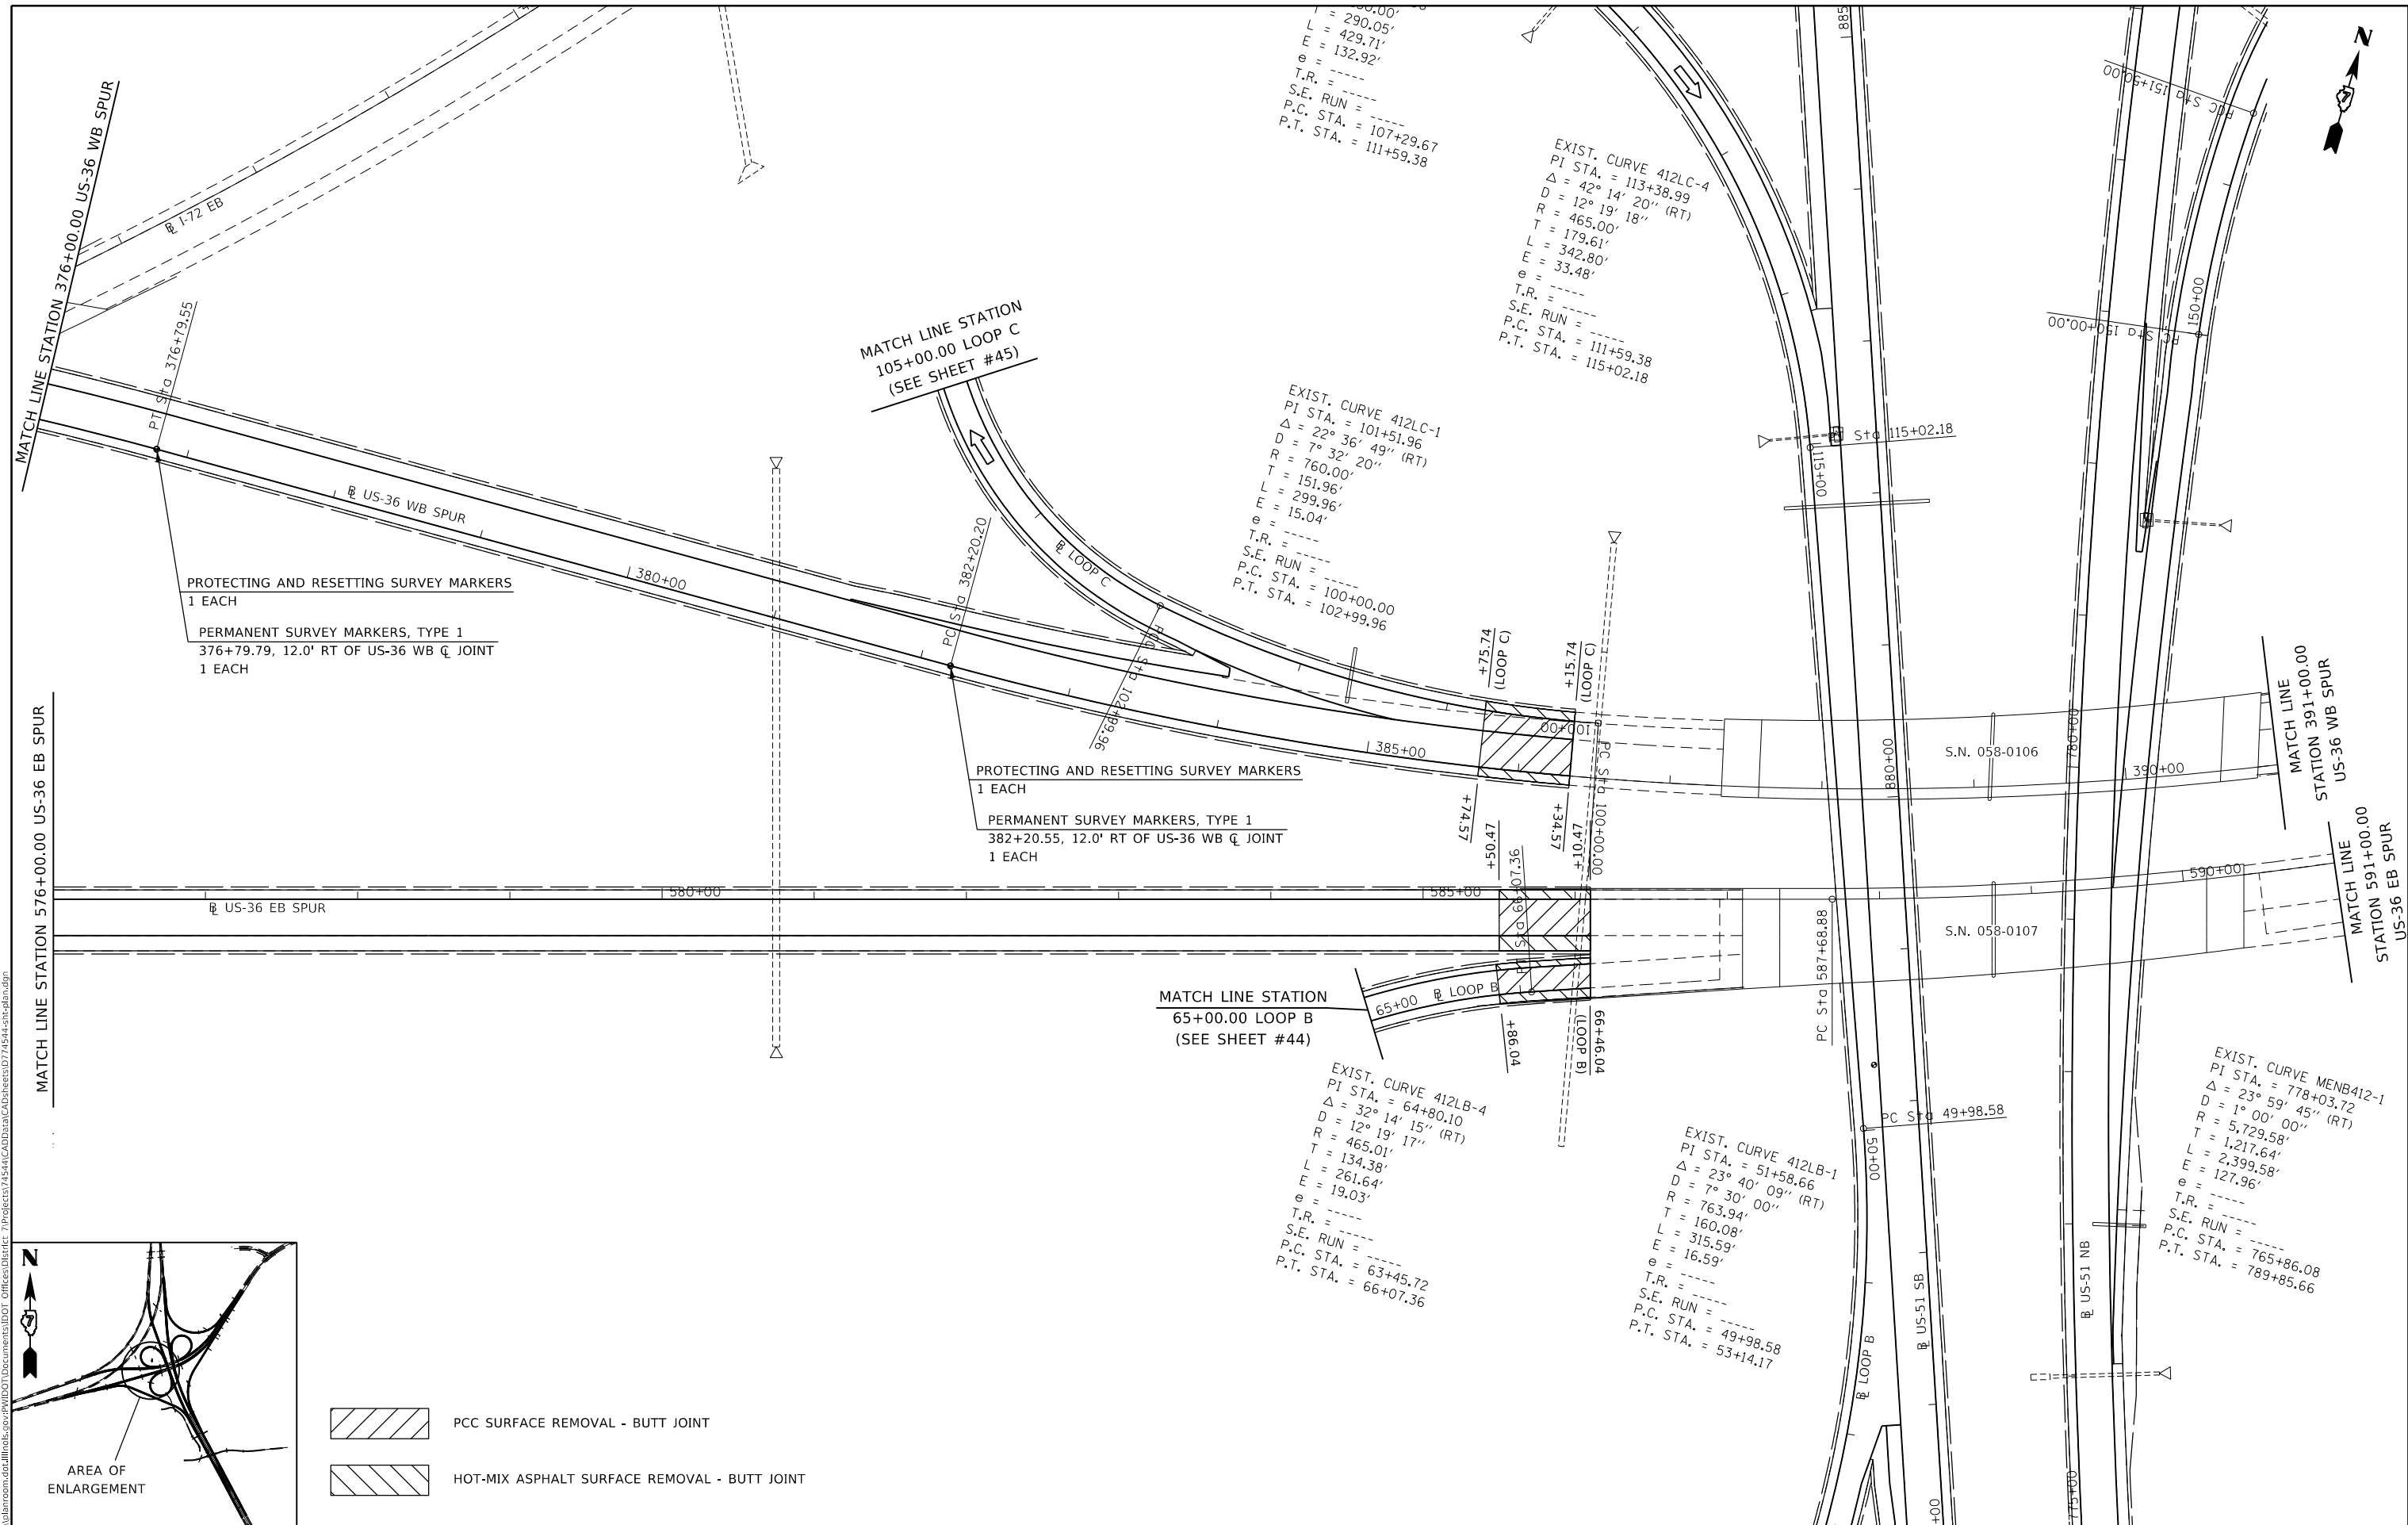 T = 290.05'
L = 429.71'
E = 132.92'
e = -----
T.R. = -----
S.E. RUN = -----
P.C. STA. = 107+29.67
P.T. STA. = 111+59.38
EXIST. CURVE 412LC-4
PI STA. = 113+38.99
Δ = 42° 14' 20" (RT)
D = 12° 19' 18"
R = 465.00'
T = 179.61'
L = 342.80'
E = 33.48'
e = -----
T.R. = -----
S.E. RUN = -----
P.C. STA. = 111+59.38
P.T. STA. = 115+02.18
885
PCC Sta 151+50.00
N
7
PC Sta 150+00.00
150+00
MATCH LINE STATION 376+00.00 US-36 WB SPUR
℄ I-72 EB
PT Sta 376+79.55
MATCH LINE STATION
105+00.00 LOOP C
(SEE SHEET #45)
℄ US-36 WB SPUR
380+00
PC Sta 382+20.20
℄ LOOP C
PCC Sta 102+99.96
EXIST. CURVE 412LC-1
PI STA. = 101+51.96
Δ = 22° 36' 49" (RT)
D = 7° 32' 20"
R = 760.00'
T = 151.96'
L = 299.96'
E = 15.04'
e = -----
T.R. = -----
S.E. RUN = -----
P.C. STA. = 100+00.00
P.T. STA. = 102+99.96
Sta 115+02.18
115+00
PROTECTING AND RESETTING SURVEY MARKERS
1 EACH
PERMANENT SURVEY MARKERS, TYPE 1
376+79.79, 12.0' RT OF US-36 WB ℄ JOINT
1 EACH
+75.74
(LOOP C)
+15.74
(LOOP C)
100+00
385+00
PC Sta 100+00.00
S.N. 058-0106
880+00
780+00
390+00
MATCH LINE
STATION 391+00.00
US-36 WB SPUR
PROTECTING AND RESETTING SURVEY MARKERS
1 EACH
PERMANENT SURVEY MARKERS, TYPE 1
382+20.55, 12.0' RT OF US-36 WB ℄ JOINT
1 EACH
+74.57
+34.57
+50.47
+10.47
MATCH LINE STATION 576+00.00 US-36 EB SPUR
℄ US-36 EB SPUR
580+00
585+00
PT Sta 66+07.36
PC Sta 587+68.88
S.N. 058-0107
590+00
MATCH LINE
STATION 591+00.00
US-36 EB SPUR
MATCH LINE STATION
65+00.00 LOOP B
(SEE SHEET #44)
65+00
℄ LOOP B
+86.04
66+46.04
(LOOP B)
EXIST. CURVE 412LB-4
PI STA. = 64+80.10
Δ = 32° 14' 15" (RT)
D = 12° 19' 17"
R = 465.01'
T = 134.38'
L = 261.64'
E = 19.03'
e = -----
T.R. = -----
S.E. RUN = -----
P.C. STA. = 63+45.72
P.T. STA. = 66+07.36
PC Sta 49+98.58
50+00
EXIST. CURVE 412LB-1
PI STA. = 51+58.66
Δ = 23° 40' 09" (RT)
D = 7° 30' 00"
R = 763.94'
T = 160.08'
L = 315.59'
E = 16.59'
e = -----
T.R. = -----
S.E. RUN = -----
P.C. STA. = 49+98.58
P.T. STA. = 53+14.17
EXIST. CURVE MENB412-1
PI STA. = 778+03.72
Δ = 23° 59' 45" (RT)
D = 1° 00' 00"
R = 5,729.58'
T = 1,217.64'
L = 2,399.58'
E = 127.96'
e = -----
T.R. = -----
S.E. RUN = -----
P.C. STA. = 765+86.08
P.T. STA. = 789+85.66
℄ LOOP B
℄ US-51 SB
℄ US-51 NB
775+00
+00
N
7
AREA OF
ENLARGEMENT
PCC SURFACE REMOVAL - BUTT JOINT
HOT-MIX ASPHALT SURFACE REMOVAL - BUTT JOINT